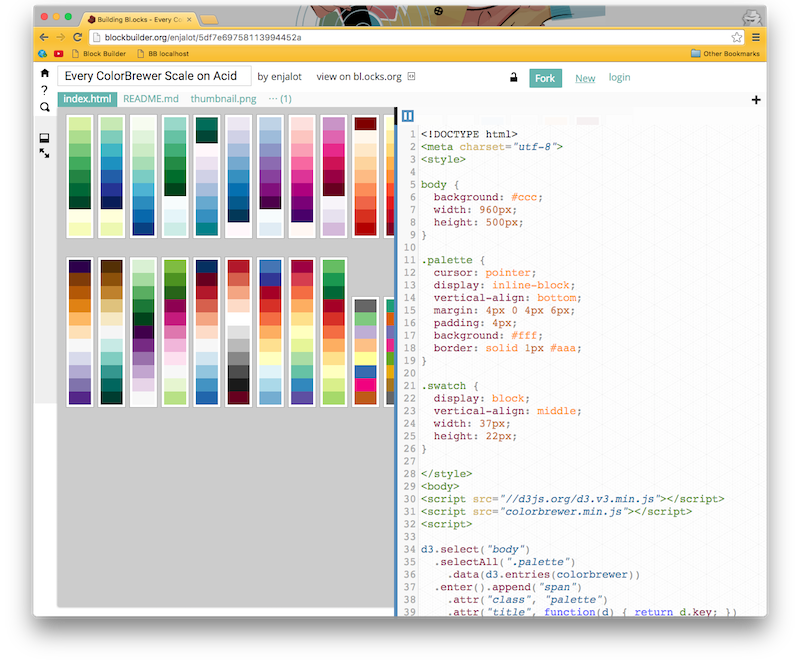 Building Bl.ocks - Every Co
blockbuilder.org/enjalot/5df7e69758113994452a
Block Builder
BB localhost
Other Bookmarks
Every ColorBrewer Scale on Acid
by enjalot
view on bl.ocks.org
Fork
New
login
index.html
README.md
thumbnail.png
··· (1)
+
?
1 <!DOCTYPE html>
2 <meta charset="utf-8">
3 <style>
4
5 body {
6 background: #ccc;
7 width: 960px;
8 height: 500px;
9 }
10
11 .palette {
12 cursor: pointer;
13 display: inline-block;
14 vertical-align: bottom;
15 margin: 4px 0 4px 6px;
16 padding: 4px;
17 background: #fff;
18 border: solid 1px #aaa;
19 }
20
21 .swatch {
22 display: block;
23 vertical-align: middle;
24 width: 37px;
25 height: 22px;
26 }
27
28 </style>
29 <body>
30 <script src="//d3js.org/d3.v3.min.js"></script>
31 <script src="colorbrewer.min.js"></script>
32 <script>
33
34 d3.select("body")
35 .selectAll(".palette")
36 .data(d3.entries(colorbrewer))
37 .enter().append("span")
38 .attr("class", "palette")
39 .attr("title", function(d) { return d.key; })